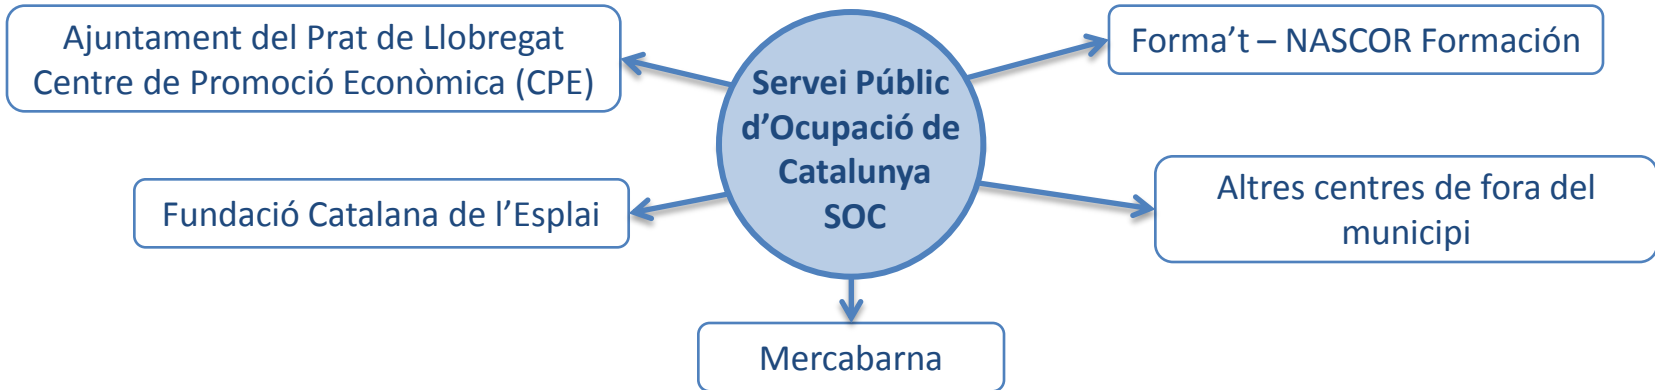 Ajuntament del Prat de Llobregat
Centre de Promoció Econòmica (CPE)
Fundació Catalana de l’Esplai
Servei Públic
d’Ocupació de
Catalunya
SOC
Mercabarna
Forma’t – NASCOR Formación
Altres centres de fora del
municipi